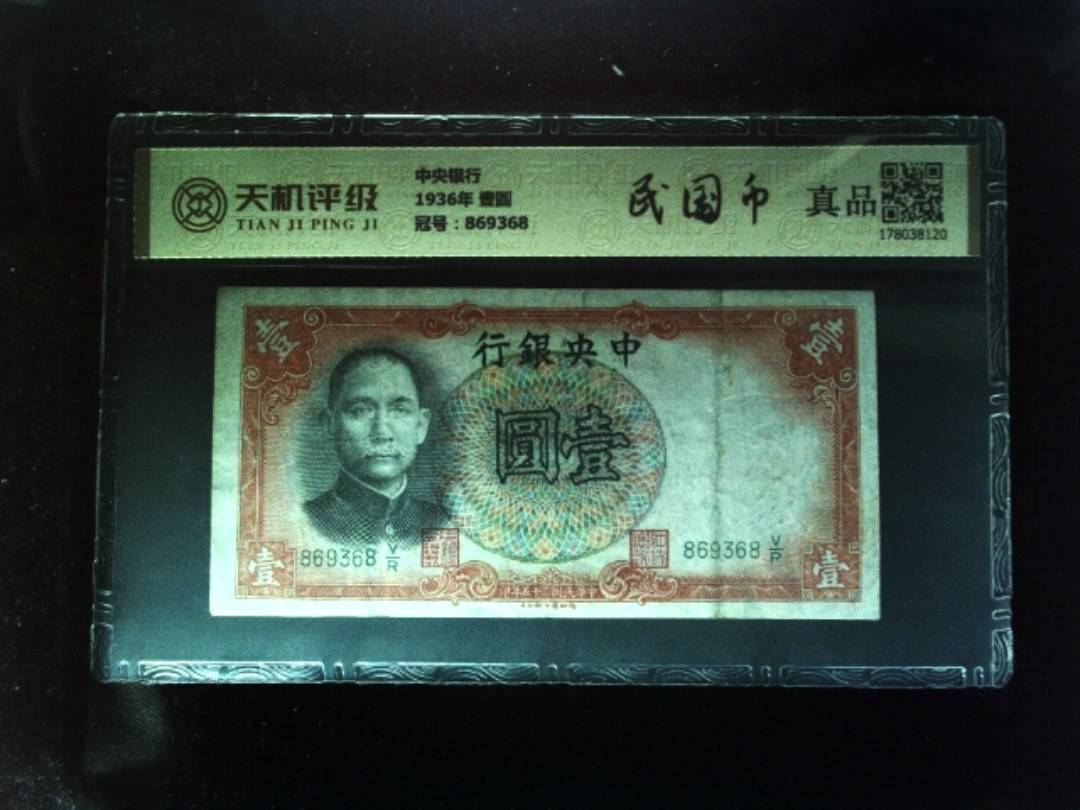 天机评级
TIAN JI PING JI
中央银行
1936年 壹圆
冠号：869368
民国币
真品
178038120
壹
壹
行銀央中
圓壹
869368 V/R
869368 V/P
壹
壹